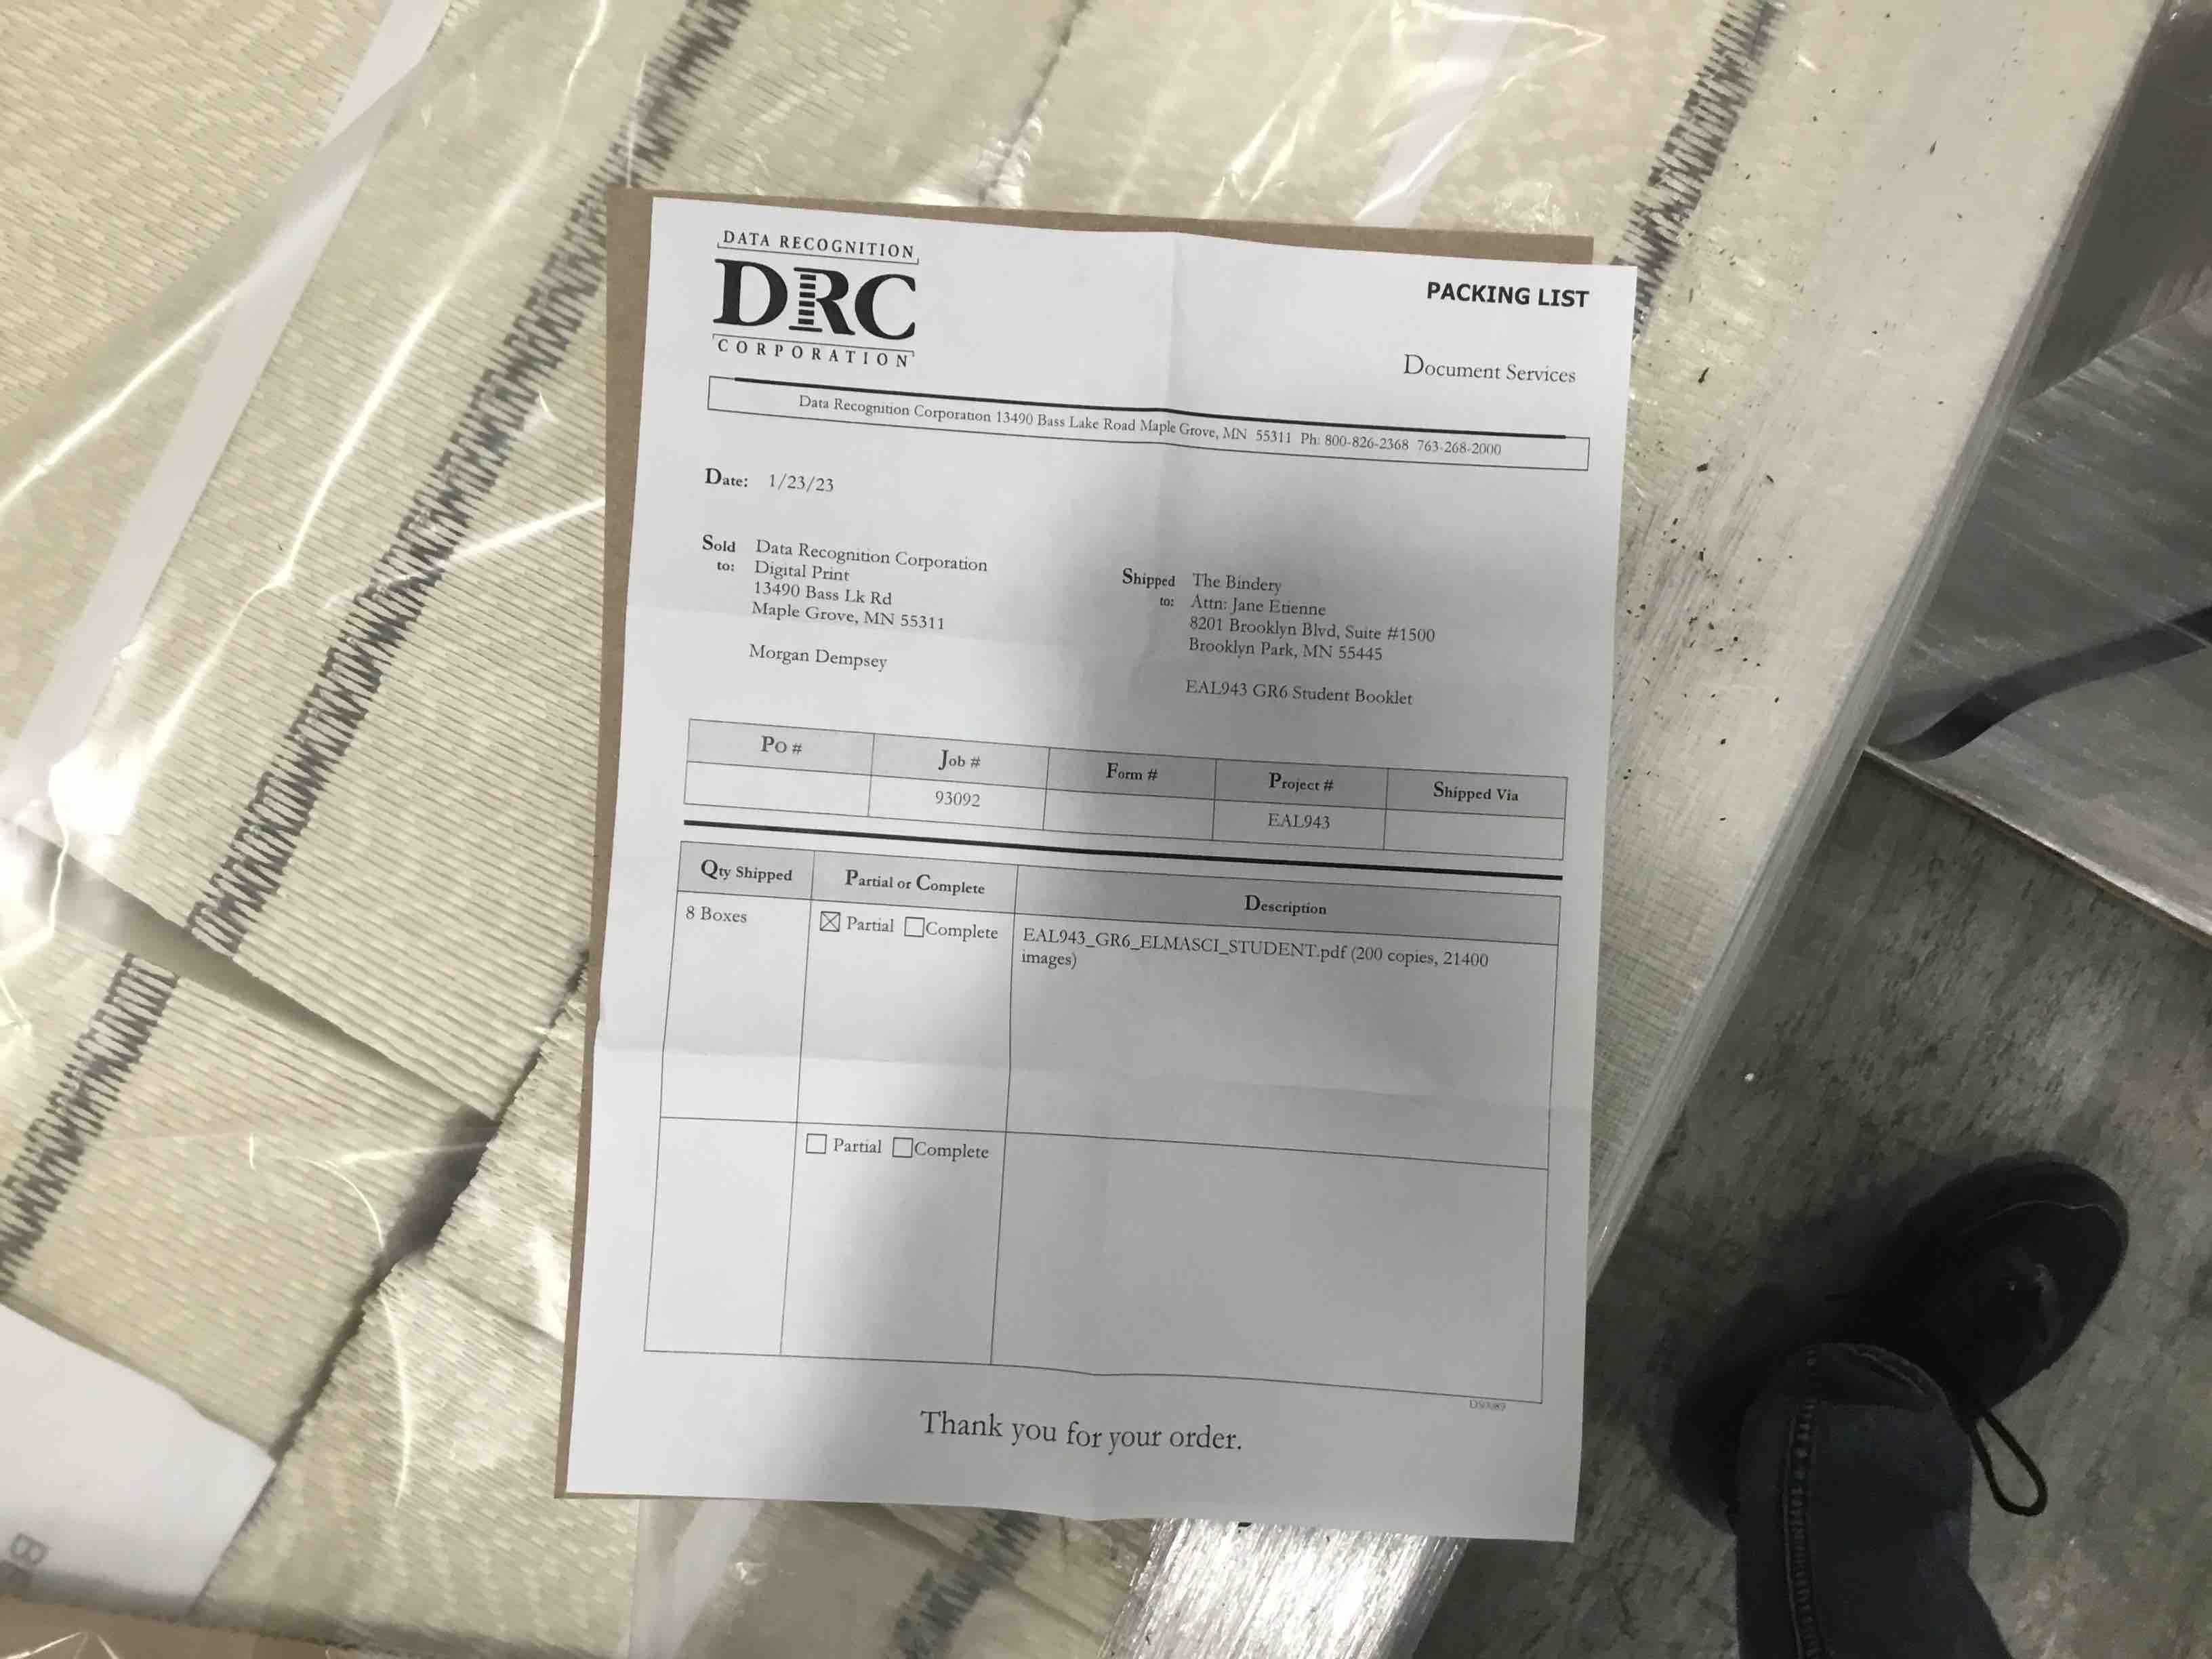 DATA RECOGNITION
DRC
CORPORATION
PACKING LIST
Document Services
Data Recognition Corporation 13490 Bass Lake Road Maple Grove, MN 55311 Ph: 800-826-2368 763-268-2000
Date: 1/23/23
Sold to:
Data Recognition Corporation
Digital Print
13490 Bass Lk Rd
Maple Grove, MN 55311
Morgan Dempsey
Shipped to:
The Bindery
Attn: Jane Etienne
8201 Brooklyn Blvd, Suite #1500
Brooklyn Park, MN 55445
EAL943 GR6 Student Booklet
Po # Job # Form # Project # Shipped Via
93092 EAL943
Qty Shipped Partial or Complete Description
8 Boxes ☒ Partial ☐ Complete EAL943_GR6_ELMASCI_STUDENT.pdf (200 copies, 21400
images)
☐ Partial ☐ Complete
Thank you for your order.